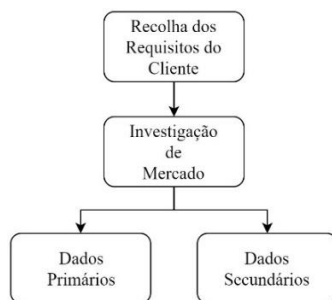 Recolha dos
Requisitos do
Cliente
Investigação
de
Mercado
Dados
Primários
Dados
Secundários